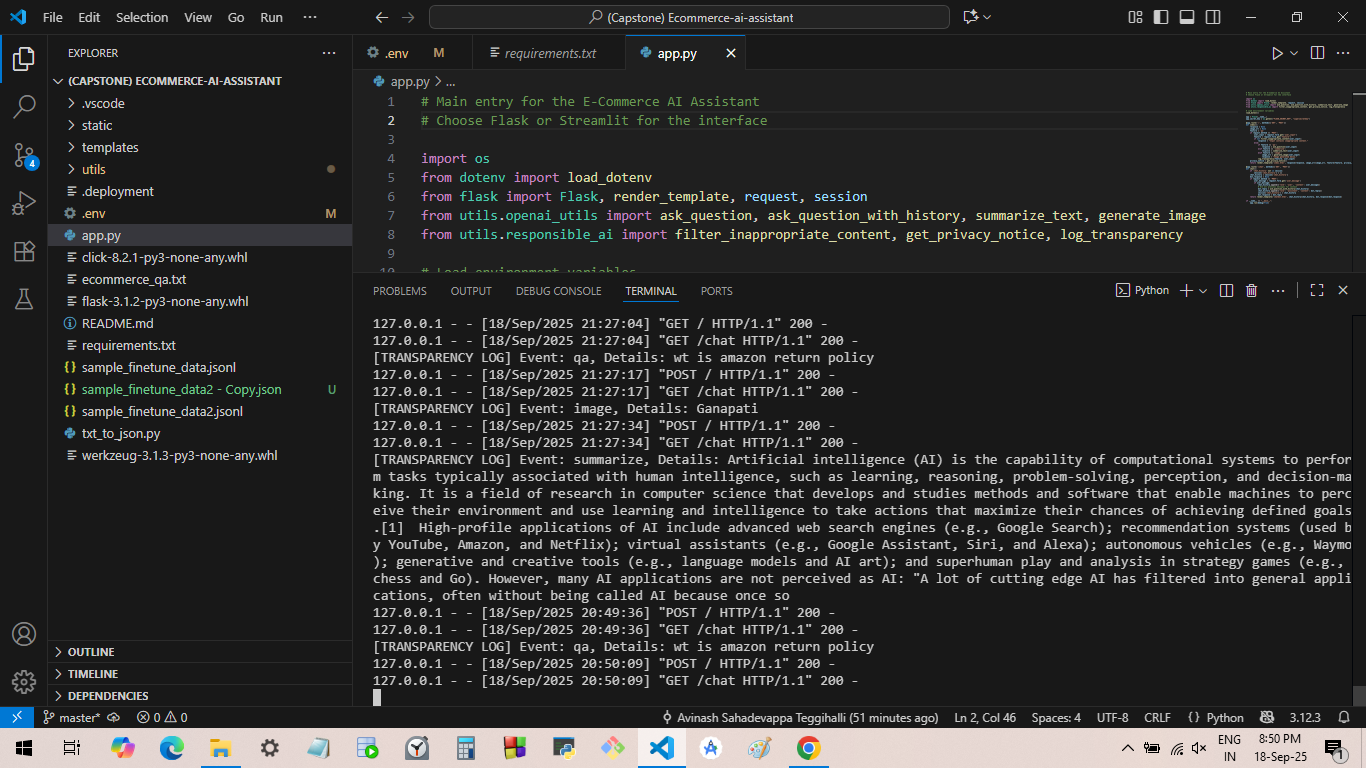 File Edit Selection View Go Run ···
(Capstone) Ecommerce-ai-assistant
EXPLORER ···
(CAPSTONE) ECOMMERCE-AI-ASSISTANT
.vscode
static
templates
utils
.deployment
.env M
app.py
click-8.2.1-py3-none-any.whl
ecommerce_qa.txt
flask-3.1.2-py3-none-any.whl
README.md
requirements.txt
sample_finetune_data.jsonl
sample_finetune_data2 - Copy.json U
sample_finetune_data2.jsonl
txt_to_json.py
werkzeug-3.1.3-py3-none-any.whl
OUTLINE
TIMELINE
DEPENDENCIES
4
.env M requirements.txt app.py
app.py > ...
1 # Main entry for the E-Commerce AI Assistant
2 # Choose Flask or Streamlit for the interface
3
4 import os
5 from dotenv import load_dotenv
6 from flask import Flask, render_template, request, session
7 from utils.openai_utils import ask_question, ask_question_with_history, summarize_text, generate_image
8 from utils.responsible_ai import filter_inappropriate_content, get_privacy_notice, log_transparency
9
10 # Load environment variables
PROBLEMS OUTPUT DEBUG CONSOLE TERMINAL PORTS
Python
127.0.0.1 - - [18/Sep/2025 21:27:04] "GET / HTTP/1.1" 200 -
127.0.0.1 - - [18/Sep/2025 21:27:04] "GET /chat HTTP/1.1" 200 -
[TRANSPARENCY LOG] Event: qa, Details: wt is amazon return policy
127.0.0.1 - - [18/Sep/2025 21:27:17] "POST / HTTP/1.1" 200 -
127.0.0.1 - - [18/Sep/2025 21:27:17] "GET /chat HTTP/1.1" 200 -
[TRANSPARENCY LOG] Event: image, Details: Ganapati
127.0.0.1 - - [18/Sep/2025 21:27:34] "POST / HTTP/1.1" 200 -
127.0.0.1 - - [18/Sep/2025 21:27:34] "GET /chat HTTP/1.1" 200 -
[TRANSPARENCY LOG] Event: summarize, Details: Artificial intelligence (AI) is the capability of computational systems to perfor
m tasks typically associated with human intelligence, such as learning, reasoning, problem-solving, perception, and decision-ma
king. It is a field of research in computer science that develops and studies methods and software that enable machines to perc
eive their environment and use learning and intelligence to take actions that maximize their chances of achieving defined goals
.[1]  High-profile applications of AI include advanced web search engines (e.g., Google Search); recommendation systems (used b
y YouTube, Amazon, and Netflix); virtual assistants (e.g., Google Assistant, Siri, and Alexa); autonomous vehicles (e.g., Waymo
); generative and creative tools (e.g., language models and AI art); and superhuman play and analysis in strategy games (e.g.,
chess and Go). However, many AI applications are not perceived as AI: "A lot of cutting edge AI has filtered into general appli
cations, often without being called AI because once so
127.0.0.1 - - [18/Sep/2025 20:49:36] "POST / HTTP/1.1" 200 -
127.0.0.1 - - [18/Sep/2025 20:49:36] "GET /chat HTTP/1.1" 200 -
[TRANSPARENCY LOG] Event: qa, Details: wt is amazon return policy
127.0.0.1 - - [18/Sep/2025 20:50:09] "POST / HTTP/1.1" 200 -
127.0.0.1 - - [18/Sep/2025 20:50:09] "GET /chat HTTP/1.1" 200 -
master* 0 0 Avinash Sahadevappa Teggihalli (51 minutes ago) Ln 2, Col 46 Spaces: 4 UTF-8 CRLF {} Python 3.12.3
ENG
IN
8:50 PM
18-Sep-25
1